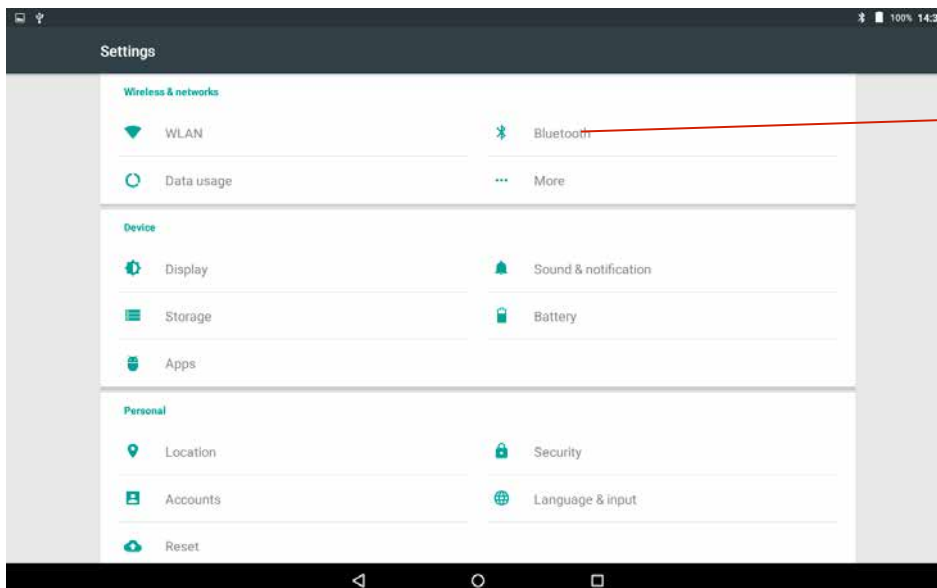 100% 14:3
Settings
Wireless & networks
WLAN Bluetooth
Data usage More
Device
Display Sound & notification
Storage Battery
Apps
Personal
Location Security
Accounts Language & input
Reset